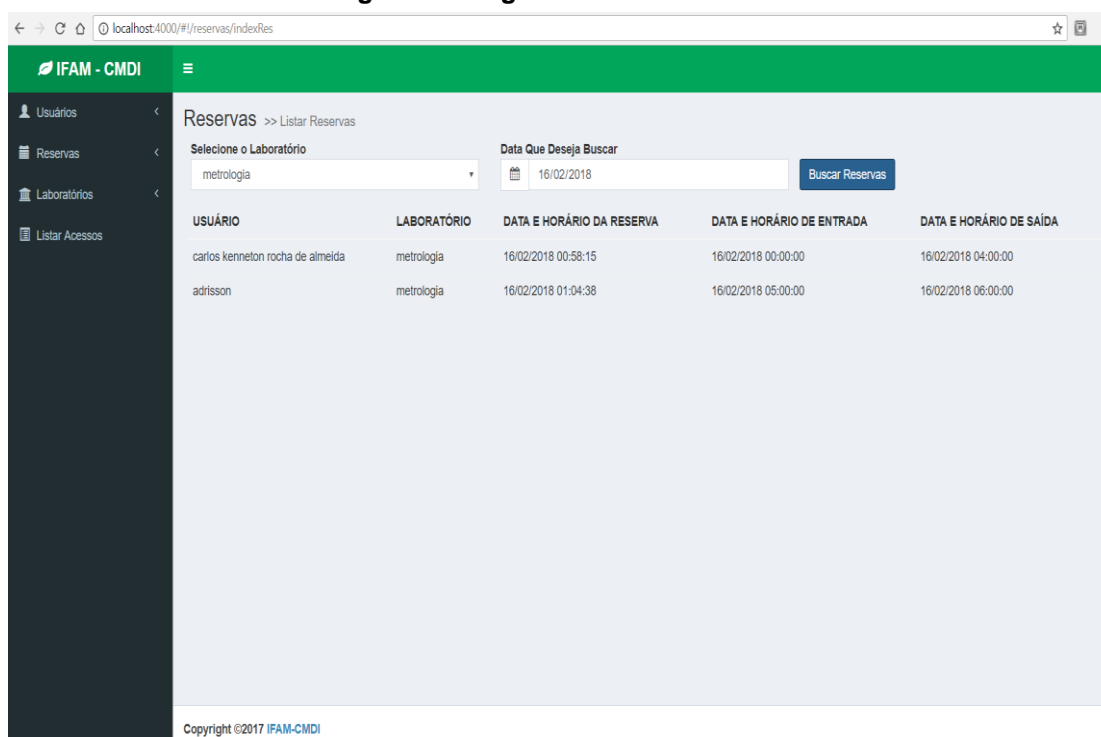 localhost:4000/#!/reservas/indexRes
IFAM - CMDI
Usuários
Reservas
Laboratórios
Listar Acessos
Reservas >> Listar Reservas
Selecione o Laboratório Data Que Deseja Buscar
metrologia 16/02/2018 Buscar Reservas
USUÁRIO LABORATÓRIO DATA E HORÁRIO DA RESERVA DATA E HORÁRIO DE ENTRADA DATA E HORÁRIO DE SAÍDA
carlos kenneton rocha de almeida metrologia 16/02/2018 00:58:15 16/02/2018 00:00:00 16/02/2018 04:00:00
adrisson metrologia 16/02/2018 01:04:38 16/02/2018 05:00:00 16/02/2018 06:00:00
Copyright ©2017 IFAM-CMDI